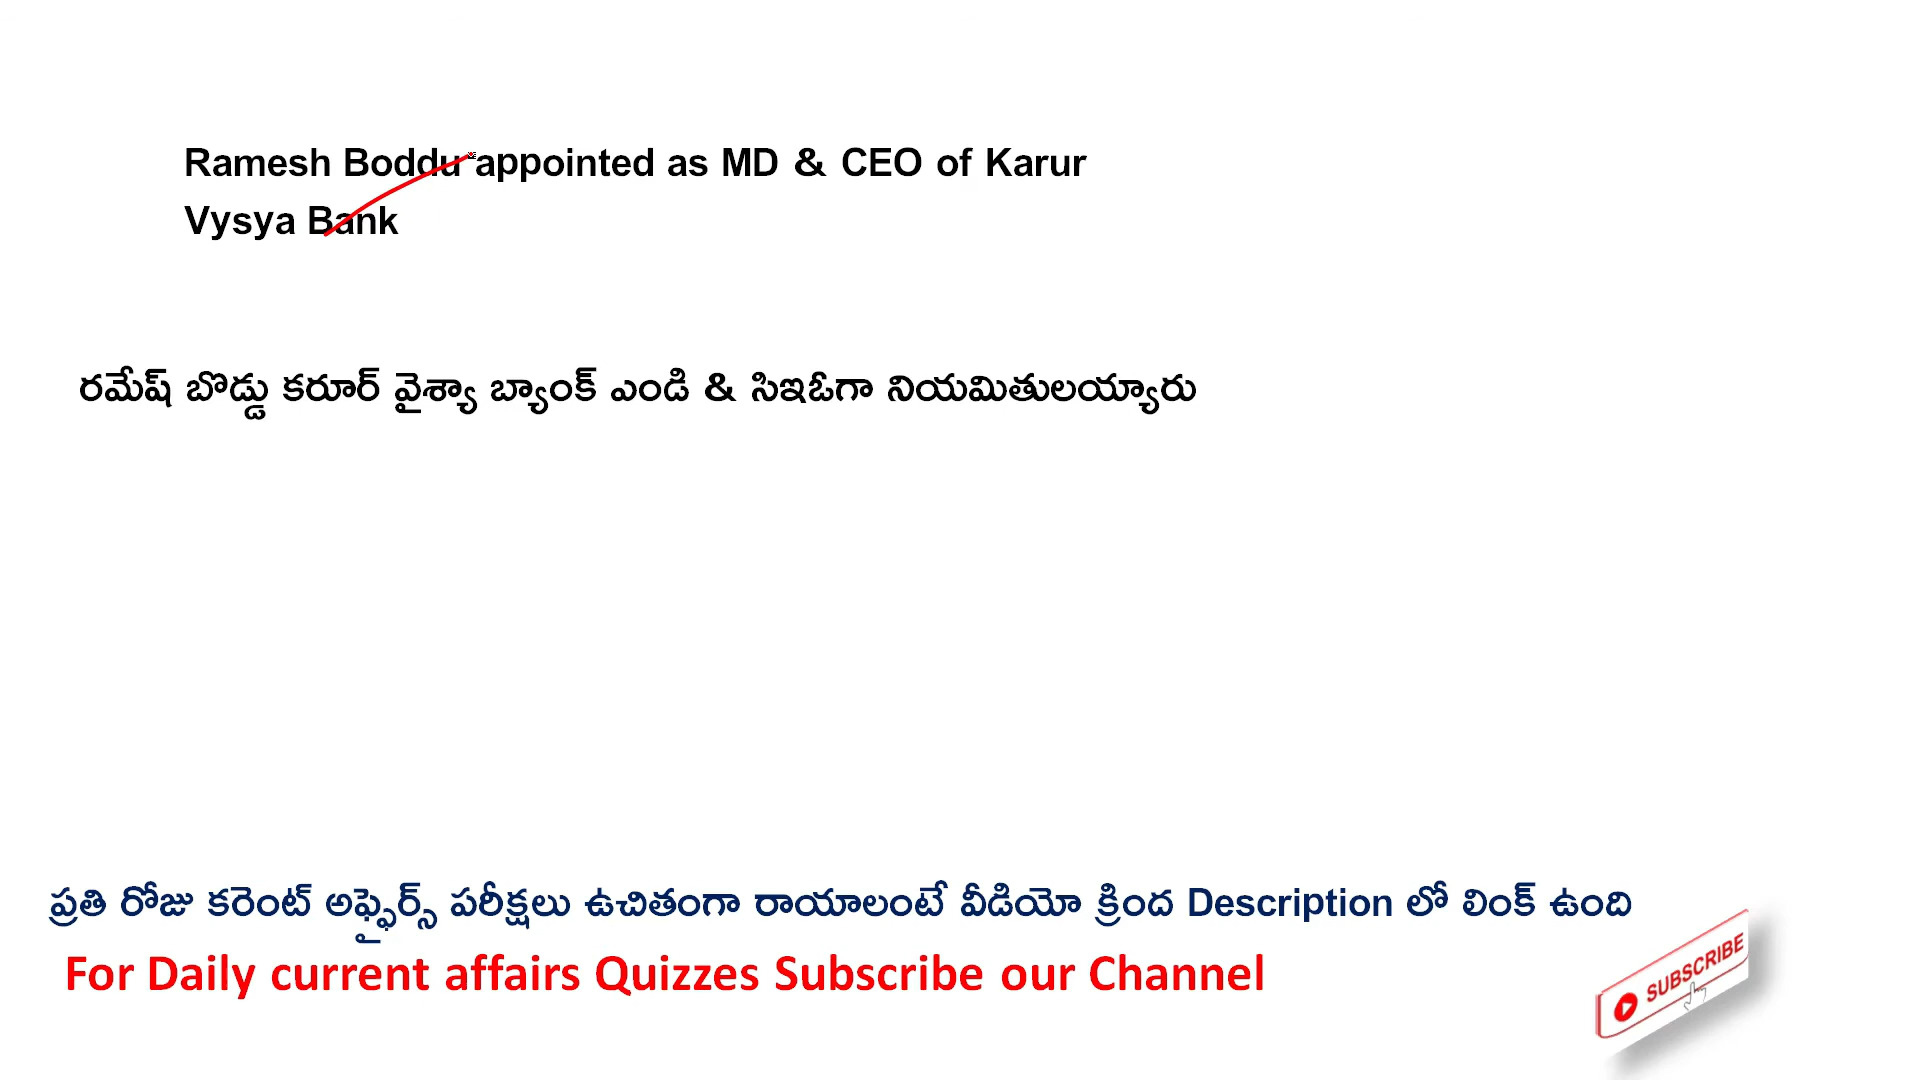 Ramesh Boddu appointed as MD & CEO of Karur
Vysya Bank
రమేష్ బొడ్డు కరూర్ వైశ్యా బ్యాంక్ ఎండి & సిఇఓగా నియమితులయ్యారు
ప్రతి రోజు కరెంట్ అఫ్ఫైర్స్ పరీక్షలు ఉచితంగా రాయాలంటే వీడియో క్రింద Description లో లింక్ ఉంది
For Daily current affairs Quizzes Subscribe our Channel
SUBSCRIBE